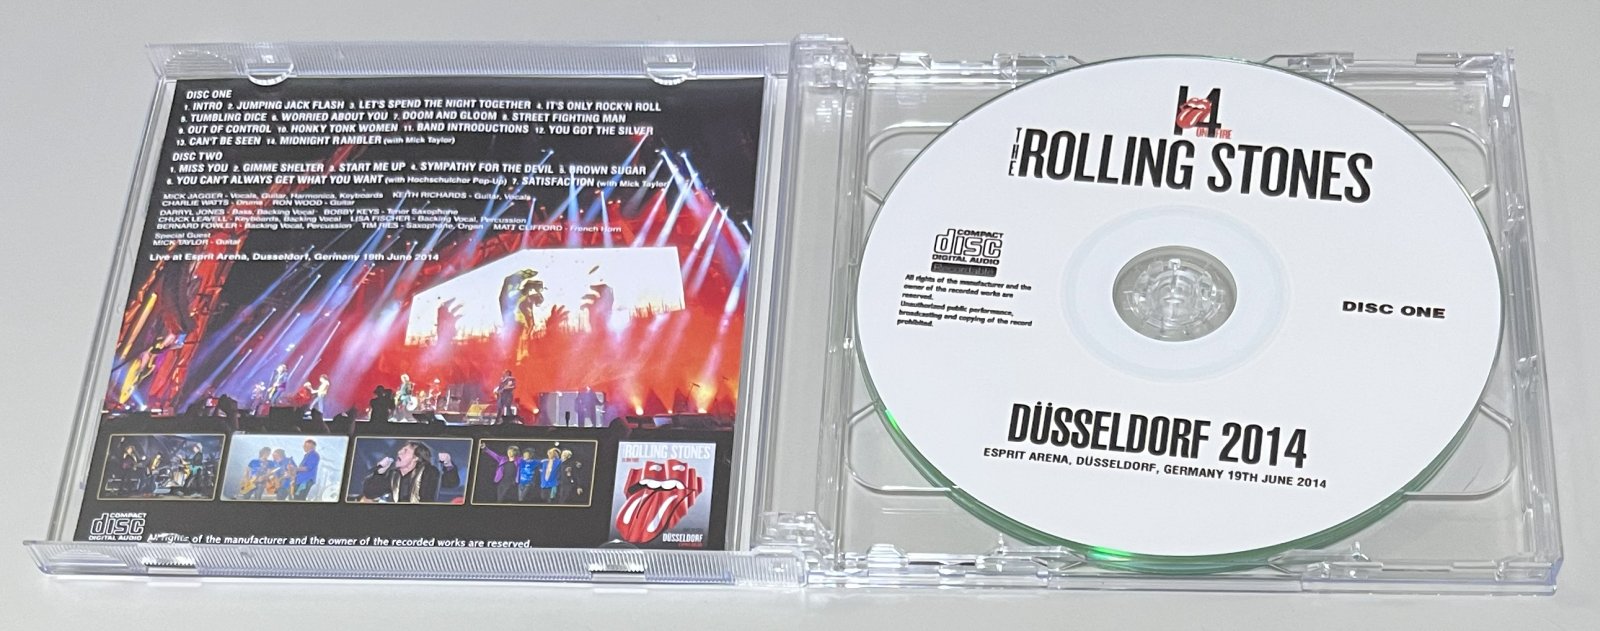 DISC ONE
1. INTRO 2. JUMPING JACK FLASH 3. LET'S SPEND THE NIGHT TOGETHER 4. IT'S ONLY ROCK'N ROLL
5. TUMBLING DICE 6. WORRIED ABOUT YOU 7. DOOM AND GLOOM 8. STREET FIGHTING MAN
9. OUT OF CONTROL 10. HONKY TONK WOMEN 11. BAND INTRODUCTIONS 12. YOU GOT THE SILVER
13. CAN'T BE SEEN 14. MIDNIGHT RAMBLER (with Mick Taylor)
DISC TWO
1. MISS YOU 2. GIMME SHELTER 3. START ME UP 4. SYMPATHY FOR THE DEVIL 5. BROWN SUGAR
6. YOU CAN'T ALWAYS GET WHAT YOU WANT (with Hochschulchor Pop-Up) 7. SATISFACTION (with Mick Taylor)
MICK JAGGER - Vocals, Guitar, Harmonica, Keyboards KEITH RICHARDS - Guitar, Vocals
CHARLIE WATTS - Drums RON WOOD - Guitar
DARRYL JONES - Bass, Backing Vocal BOBBY KEYS - Tenor Saxophone
CHUCK LEAVELL - Keyboards, Backing Vocal LISA FISCHER - Backing Vocal, Percussion
BERNARD FOWLER - Backing Vocal, Percussion TIM RIES - Saxophone, Organ MATT CLIFFORD - French Horn
Special Guest
MICK TAYLOR - Guitar
Live at Esprit Arena, Dusseldorf, Germany 19th June 2014
ROLLING STONES
DÜSSELDORF
COMPACT
disc
DIGITAL AUDIO
All rights of the manufacturer and the owner of the recorded works are reserved.
14
ON FIRE
THE ROLLING STONES
COMPACT
disc
DIGITAL AUDIO
Recordable
All rights of the manufacturer and the
owner of the recorded works are
reserved.
Unauthorized public performance,
broadcasting and copying of the record
prohibited.
DISC ONE
DÜSSELDORF 2014
ESPRIT ARENA, DÜSSELDORF, GERMANY 19TH JUNE 2014